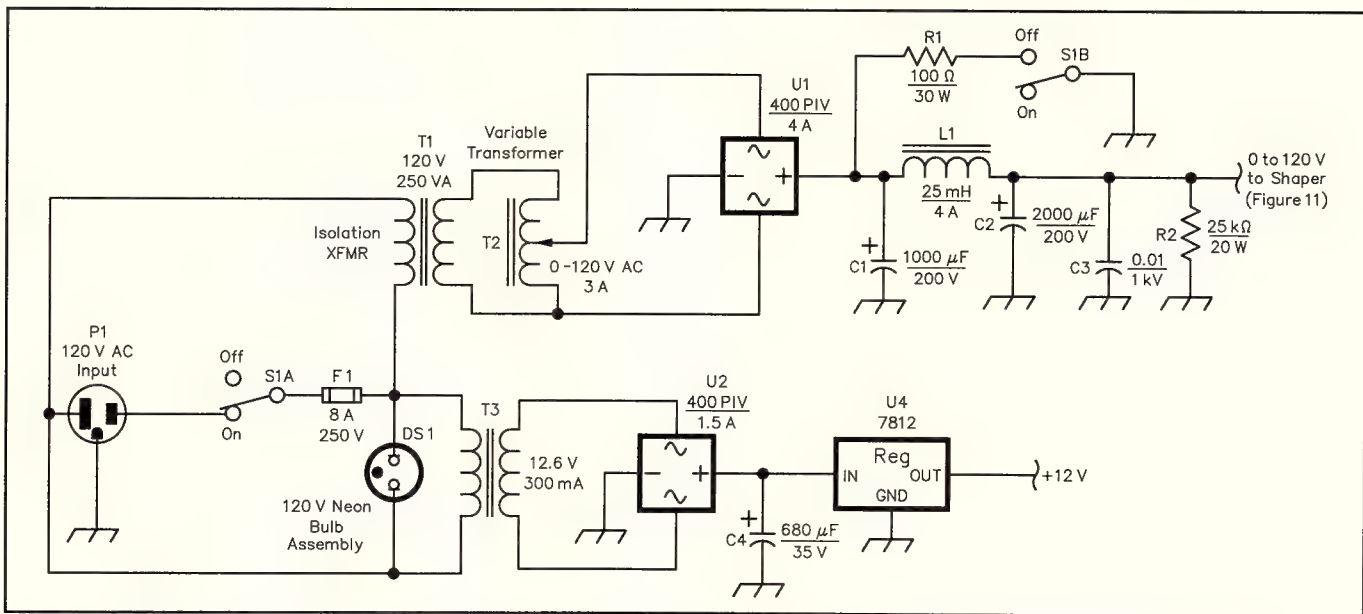 Off
R1
S1B
100 Ω
30 W
On
U1
400 PIV
4 A
T1
120 V
250 VA
Variable
Transformer
L1
25 mH
4 A
0 to 120 V
to Shaper
(Figure 11)
Isolation
XFMR
T2
0-120 V AC
3 A
+
C1
1000 μF
200 V
+
C2
2000 μF
200 V
C3
0.01
1 kV
R2
25 kΩ
20 W
∼
−
+
∼
P1
120 V AC
Input
Off
S1A
On
F1
8 A
250 V
DS1
120 V Neon
Bulb
Assembly
T3
12.6 V
300 mA
U2
400 PIV
1.5 A
∼
−
+
∼
+
C4
680 μF
35 V
U4
7812
Reg
IN
OUT
GND
+12 V